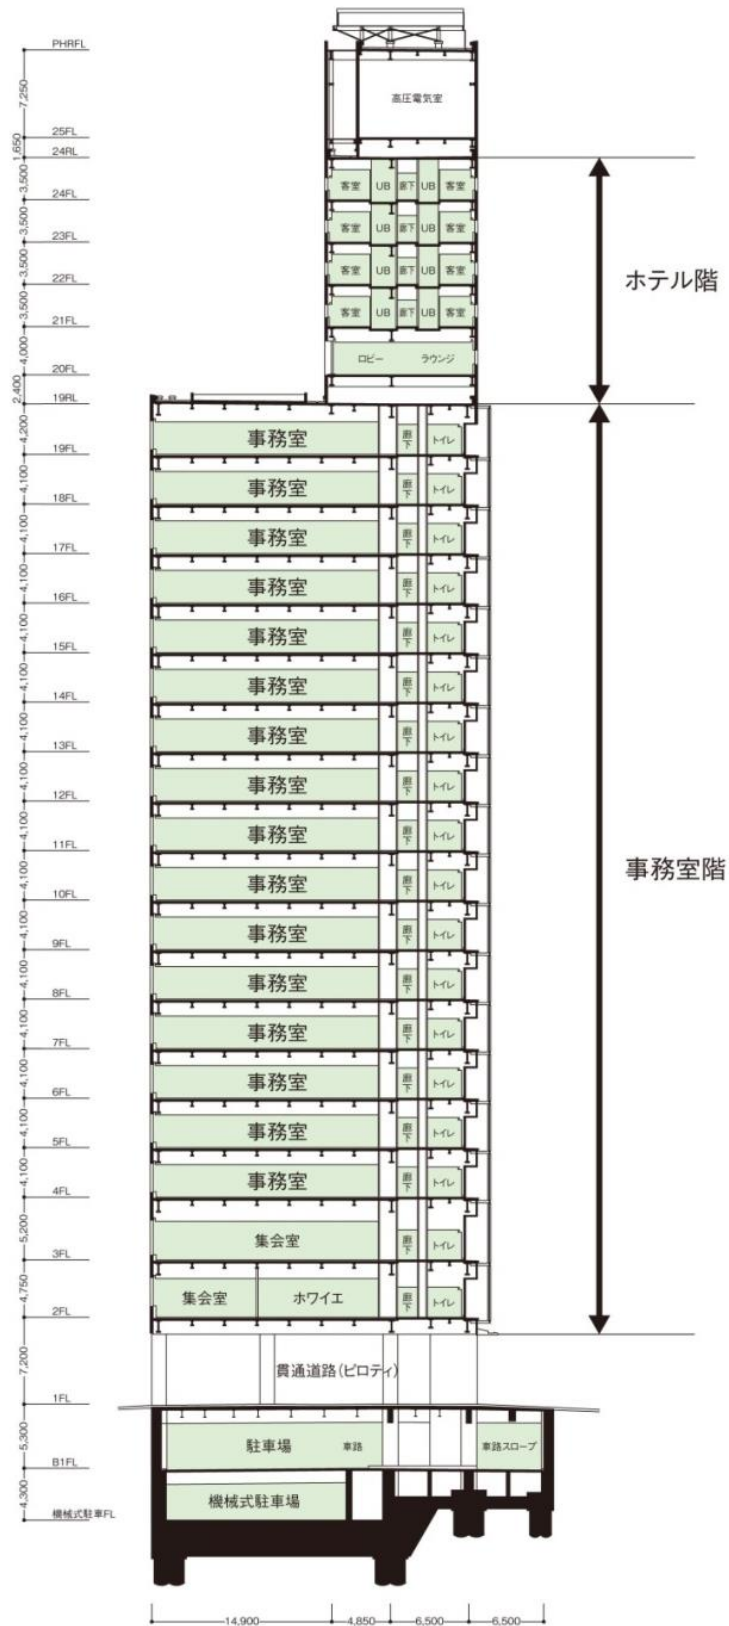 PHRFL
7,250
高圧電気室
25FL
1,650
24RL
3,500
客室 UB 廊下 UB 客室
24FL
3,500
客室 UB 廊下 UB 客室
23FL
3,500
客室 UB 廊下 UB 客室
22FL
3,500
客室 UB 廊下 UB 客室
21FL
4,000
ロビー ラウンジ
20FL
2,400
19RL
ホテル階
4,200
事務室 廊下 トイレ
19FL
4,100
事務室 廊下 トイレ
18FL
4,100
事務室 廊下 トイレ
17FL
4,100
事務室 廊下 トイレ
16FL
4,100
事務室 廊下 トイレ
15FL
4,100
事務室 廊下 トイレ
14FL
4,100
事務室 廊下 トイレ
13FL
4,100
事務室 廊下 トイレ
12FL
4,100
事務室 廊下 トイレ
11FL
4,100
事務室 廊下 トイレ
10FL
4,100
事務室 廊下 トイレ
9FL
4,100
事務室 廊下 トイレ
8FL
4,100
事務室 廊下 トイレ
7FL
4,100
事務室 廊下 トイレ
6FL
4,100
事務室 廊下 トイレ
5FL
4,100
事務室 廊下 トイレ
4FL
5,200
集会室 廊下 トイレ
3FL
4,750
集会室 ホワイエ 廊下 トイレ
2FL
事務室階
7,200
貫通道路(ピロティ)
1FL
5,300
駐車場 車路 車路スロープ
B1FL
4,300
機械式駐車場
機械式駐車FL
14,900 4,850 6,500 6,500